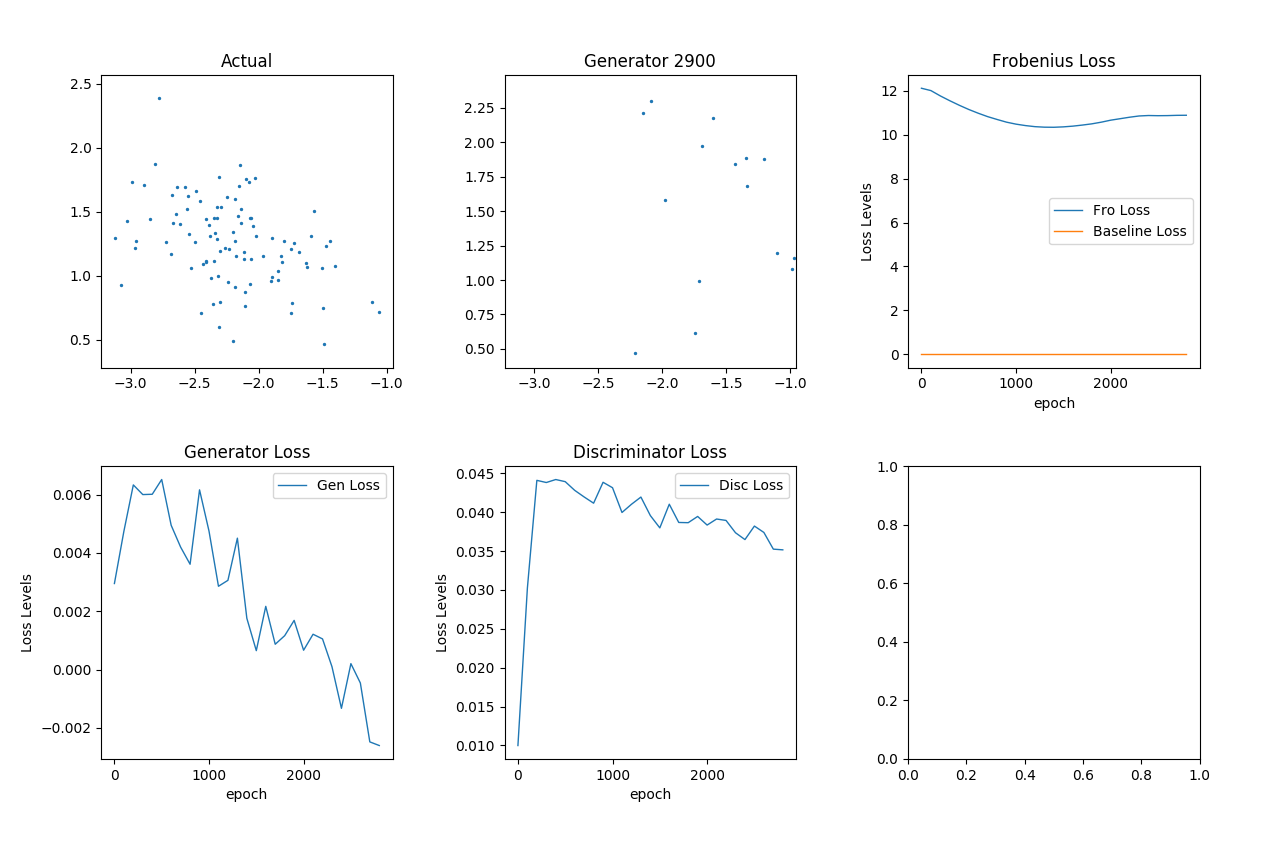 Actual
2.5
2.0
1.5
1.0
0.5
−3.0 −2.5 −2.0 −1.5 −1.0
Generator 2900
2.25
2.00
1.75
1.50
1.25
1.00
0.75
0.50
−3.0 −2.5 −2.0 −1.5 −1.0
Frobenius Loss
Loss Levels
12
10
8
6
4
2
0
Fro Loss
Baseline Loss
0 1000 2000
epoch
Generator Loss
Loss Levels
0.006
0.004
0.002
0.000
−0.002
Gen Loss
0 1000 2000
epoch
Discriminator Loss
Loss Levels
0.045
0.040
0.035
0.030
0.025
0.020
0.015
0.010
Disc Loss
0 1000 2000
epoch
1.0
0.8
0.6
0.4
0.2
0.0
0.0 0.2 0.4 0.6 0.8 1.0